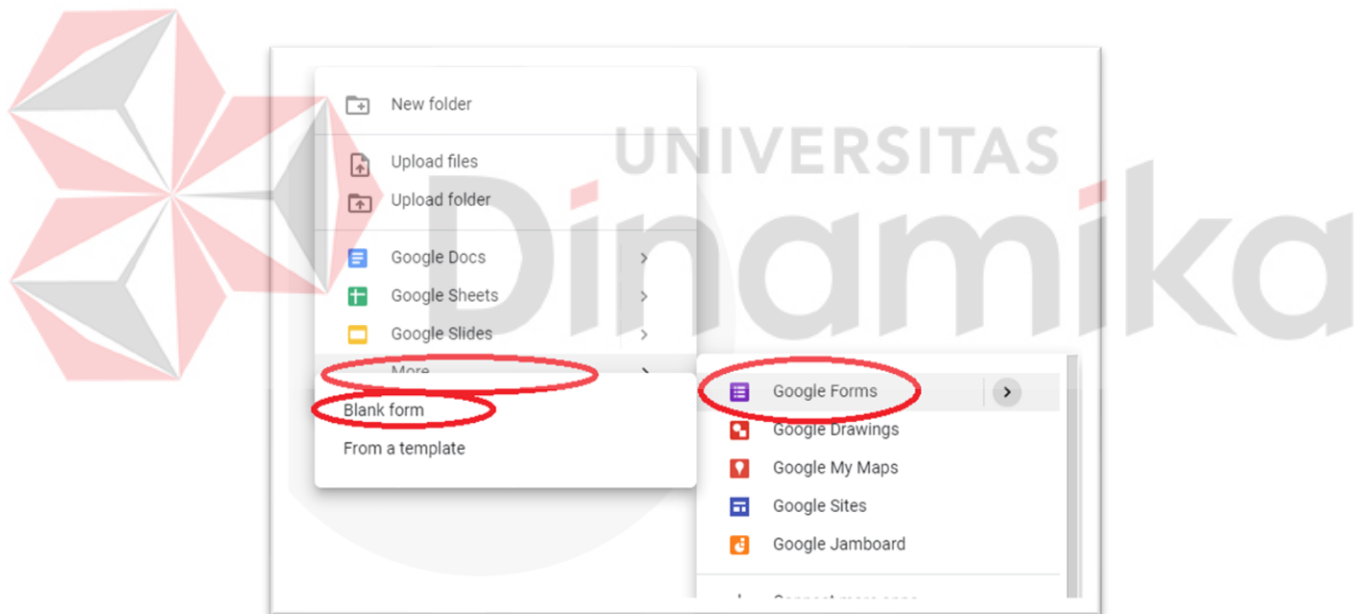 UNIVERSITAS
Dinamika
New folder
Upload files
Upload folder
Google Docs
Google Sheets
Google Slides
More
Blank form
From a template
Google Forms
Google Drawings
Google My Maps
Google Sites
Google Jamboard